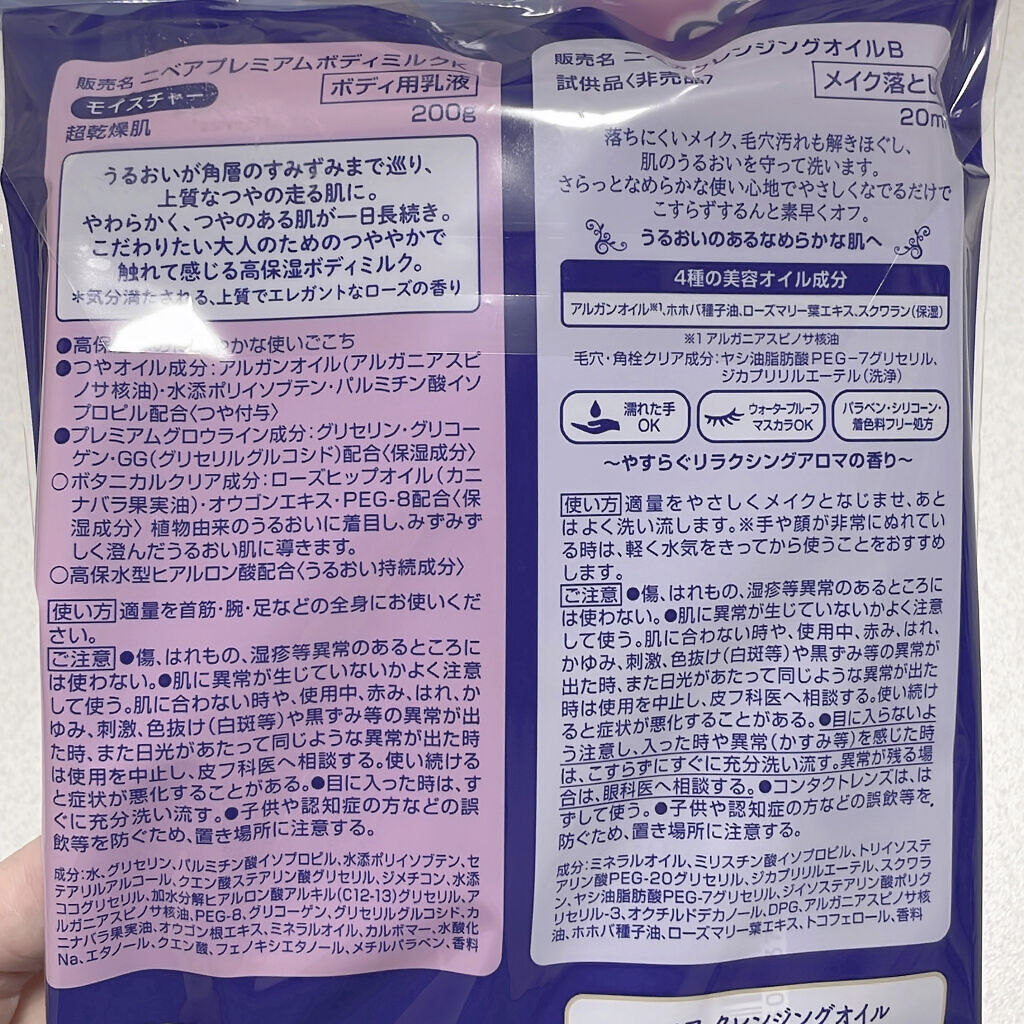 販売名 ニベアプレミアムボディミルク
モイスチャー
ボディ用乳液
超乾燥肌
200g
うるおいが角層のすみずみまで巡り、
上質なつやの走る肌に。
やわらかく、つやのある肌が一日長続き。
こだわりたい大人のためのつややかで
触れて感じる高保湿ボディミルク。
*気分満たされる、上質でエレガントなローズの香り
●高保 やかな使いごこち
●つやオイル成分:アルガンオイル(アルガニアスピ
ノサ核油)・水添ポリイソブテン・パルミチン酸イソ
プロピル配合〈つや付与〉
●プレミアムグロウライン成分:グリセリン・グリコー
ゲン・GG(グリセリルグルコシド)配合〈保湿成分〉
○ボタニカルクリア成分:ローズヒップオイル(カニ
ナバラ果実油)・オウゴンエキス・PEG-8配合〈保
湿成分〉 植物由来のうるおいに着目し、みずみず
しく澄んだうるおい肌に導きます。
○高保水型ヒアルロン酸配合〈うるおい持続成分〉
使い方 適量を首筋・腕・足などの全身にお使いくだ
さい。
ご注意 ●傷、はれもの、湿疹等異常のあるところに
は使わない。●肌に異常が生じていないかよく注意
して使う。肌に合わない時や、使用中、赤み、はれ、か
ゆみ、刺激、色抜け(白斑等)や黒ずみ等の異常が出
た時、また日光があたって同じような異常が出た時
は使用を中止し、皮フ科医へ相談する。使い続ける
と症状が悪化することがある。●目に入った時は、す
ぐに充分洗い流す。●子供や認知症の方などの誤
飲等を防ぐため、置き場所に注意する。
成分:水、グリセリン、パルミチン酸イソプロピル、水添ポリイソブテン、セ
テアリルアルコール、クエン酸ステアリン酸グリセリル、ジメチコン、水添
ココグリセリル、加水分解ヒアルロン酸アルキル(C12-13)グリセリル、ア
ルガニアスピノサ核油、PEG-8、グリコーゲン、グリセリルグルコシド、カ
ニナバラ果実油、オウゴン根エキス、ミネラルオイル、カルボマー、水酸化
Na、エタノール、クエン酸、フェノキシエタノール、メチルパラベン、香料
販売名 ニベア レンジングオイルB
試供品〈非売品〉
メイク落とし
20m
落ちにくいメイク、毛穴汚れも解きほぐし、
肌のうるおいを守って洗います。
さらっとなめらかな使い心地でやさしくなでるだけで
こすらずするんと素早くオフ。
うるおいのあるなめらかな肌へ
4種の美容オイル成分
アルガンオイル※1、ホホバ種子油、ローズマリー葉エキス、スクワラン(保湿)
※1 アルガニアスピノサ核油
毛穴・角栓クリア成分:ヤシ油脂肪酸PEG-7グリセリル、
ジカプリリルエーテル(洗浄)
濡れた手
OK
ウォータープルーフ
マスカラOK
パラベン・シリコーン・
着色料フリー処方
〜やすらぐリラクシングアロマの香り〜
使い方 適量をやさしくメイクとなじませ、あと
はよく洗い流します。※手や顔が非常にぬれてい
る時は、軽く水気をきってから使うことをおすすめ
します。
ご注意 ●傷、はれもの、湿疹等異常のあるところに
は使わない。●肌に異常が生じていないかよく注意
して使う。肌に合わない時や、使用中、赤み、はれ、
かゆみ、刺激、色抜け(白斑等)や黒ずみ等の異常が
出た時、また日光があたって同じような異常が出た
時は使用を中止し、皮フ科医へ相談する。使い続け
ると症状が悪化することがある。●目に入らないよ
う注意し、入った時や異常(かすみ等)を感じた時
は、こすらずにすぐに充分洗い流す。異常が残る場
合は、眼科医へ相談する。●コンタクトレンズは、は
ずして使う。●子供や認知症の方などの誤飲等を
防ぐため、置き場所に注意する。
成分:ミネラルオイル、ミリスチン酸イソプロピル、トリイソステ
アリン酸PEG-20グリセリル、ジカプリリルエーテル、スクワラ
ン、ヤシ油脂肪酸PEG-7グリセリル、ジイソステアリン酸ポリグ
リセリル-3、オクチルドデカノール、DPG、アルガニアスピノサ核
油、ホホバ種子油、ローズマリー葉エキス、トコフェロール、香料
クレンジングオイル